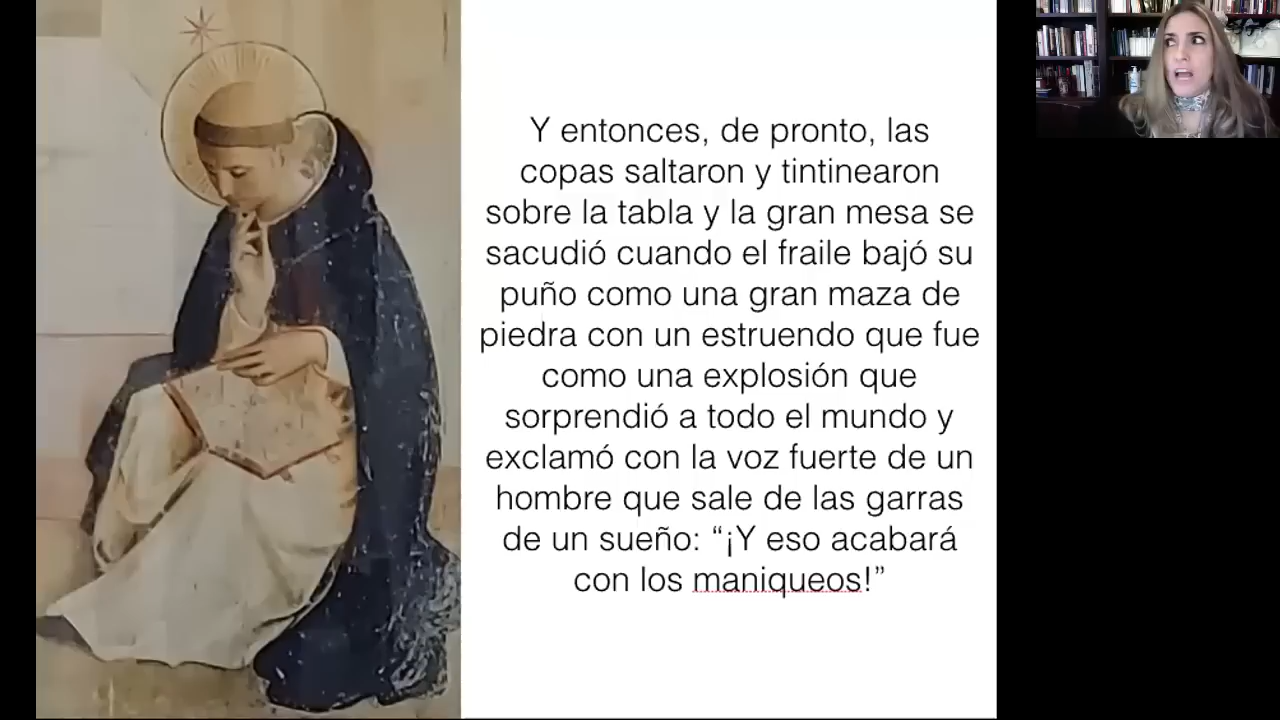 Y entonces, de pronto, las
copas saltaron y tintinearon
sobre la tabla y la gran mesa se
sacudió cuando el fraile bajó su
puño como una gran maza de
piedra con un estruendo que fue
como una explosión que
sorprendió a todo el mundo y
exclamó con la voz fuerte de un
hombre que sale de las garras
de un sueño: “¡Y eso acabará
con los maniqueos!”